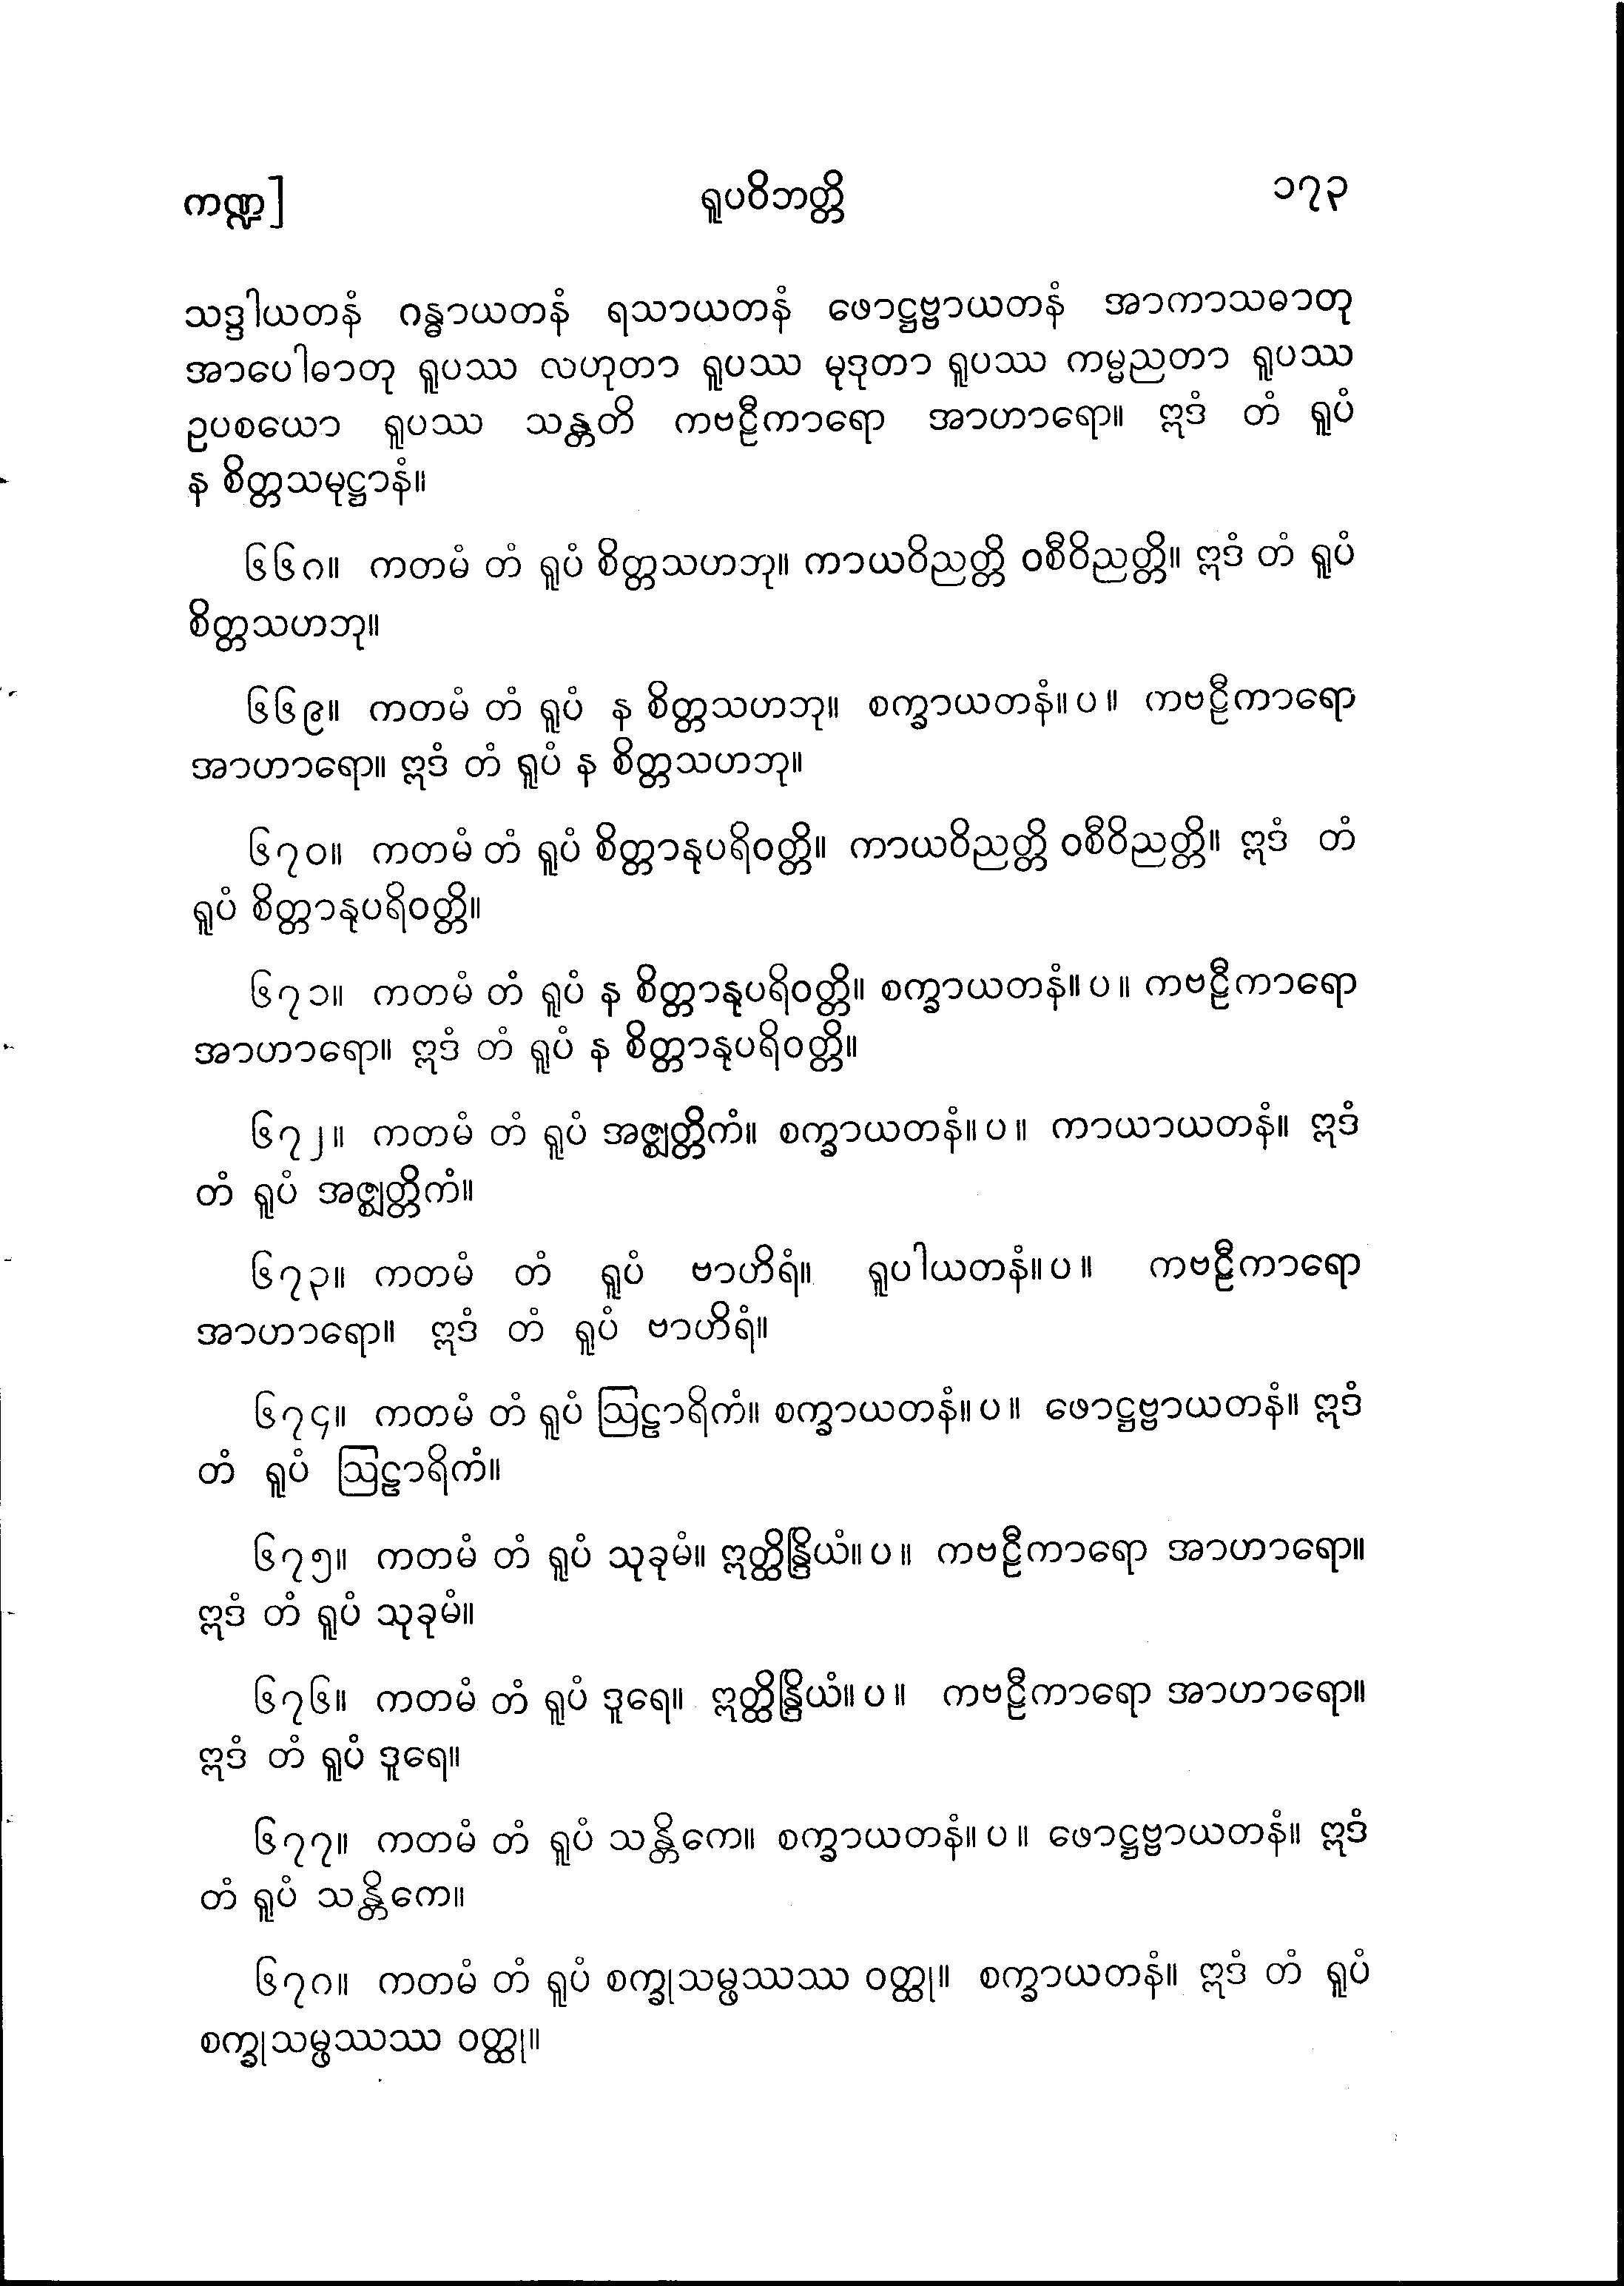 ကဏ္ဍ] ရူပဝိဘတ္တိ ၁၇၃
သဒ္ဒါယတနံ ဂန္ဓာယတနံ ရသာယတနံ ဖောဋ္ဌဗ္ဗာယတနံ အာကာသဓာတု
အာပေါဓာတု ရူပဿ လဟုတာ ရူပဿ မုဒုတာ ရူပဿ ကမ္မညတာ ရူပဿ
ဥပစယော ရူပဿ သန္တတိ ကဗဠီကာရော အာဟာရော။ ဣဒံ တံ ရူပံ
န စိတ္တသမုဋ္ဌာနံ။
၆၆၈။ ကတမံ တံ ရူပံ စိတ္တသဟဘု။ ကာယဝိညတ္တိ ဝစီဝိညတ္တိ။ ဣဒံ တံ ရူပံ
စိတ္တသဟဘု။
၆၆၉။ ကတမံ တံ ရူပံ န စိတ္တသဟဘု။ စက္ခာယတနံ။ပ။ ကဗဠီကာရော
အာဟာရော။ ဣဒံ တံ ရူပံ န စိတ္တသဟဘု။
၆၇၀။ ကတမံ တံ ရူပံ စိတ္တာနုပရိဝတ္တိ။ ကာယဝိညတ္တိ ဝစီဝိညတ္တိ။ ဣဒံ တံ
ရူပံ စိတ္တာနုပရိဝတ္တိ။
၆၇၁။ ကတမံ တံ ရူပံ န စိတ္တာနုပရိဝတ္တိ။ စက္ခာယတနံ။ပ။ ကဗဠီကာရော
အာဟာရော။ ဣဒံ တံ ရူပံ န စိတ္တာနုပရိဝတ္တိ။
၆၇၂။ ကတမံ တံ ရူပံ အဇ္ဈတ္တိကံ။ စက္ခာယတနံ။ပ။ ကာယာယတနံ။ ဣဒံ
တံ ရူပံ အဇ္ဈတ္တိကံ။
၆၇၃။ ကတမံ တံ ရူပံ ဗာဟိရံ။ ရူပါယတနံ။ပ။ ကဗဠီကာရော
အာဟာရော။ ဣဒံ တံ ရူပံ ဗာဟိရံ။
၆၇၄။ ကတမံ တံ ရူပံ ဩဠာရိကံ။ စက္ခာယတနံ။ပ။ ဖောဋ္ဌဗ္ဗာယတနံ။ ဣဒံ
တံ ရူပံ ဩဠာရိကံ။
၆၇၅။ ကတမံ တံ ရူပံ သုခုမံ။ ဣတ္ထိန္ဒြိယံ။ပ။ ကဗဠီကာရော အာဟာရော။
ဣဒံ တံ ရူပံ သုခုမံ။
၆၇၆။ ကတမံ တံ ရူပံ ဒူရေ။ ဣတ္ထိန္ဒြိယံ။ပ။ ကဗဠီကာရော အာဟာရော။
ဣဒံ တံ ရူပံ ဒူရေ။
၆၇၇။ ကတမံ တံ ရူပံ သန္တိကေ။ စက္ခာယတနံ။ပ။ ဖောဋ္ဌဗ္ဗာယတနံ။ ဣဒံ
တံ ရူပံ သန္တိကေ။
၆၇၈။ ကတမံ တံ ရူပံ စက္ခုသမ္ဖဿဿ ဝတ္ထု။ စက္ခာယတနံ။ ဣဒံ တံ ရူပံ
စက္ခုသမ္ဖဿဿ ဝတ္ထု။